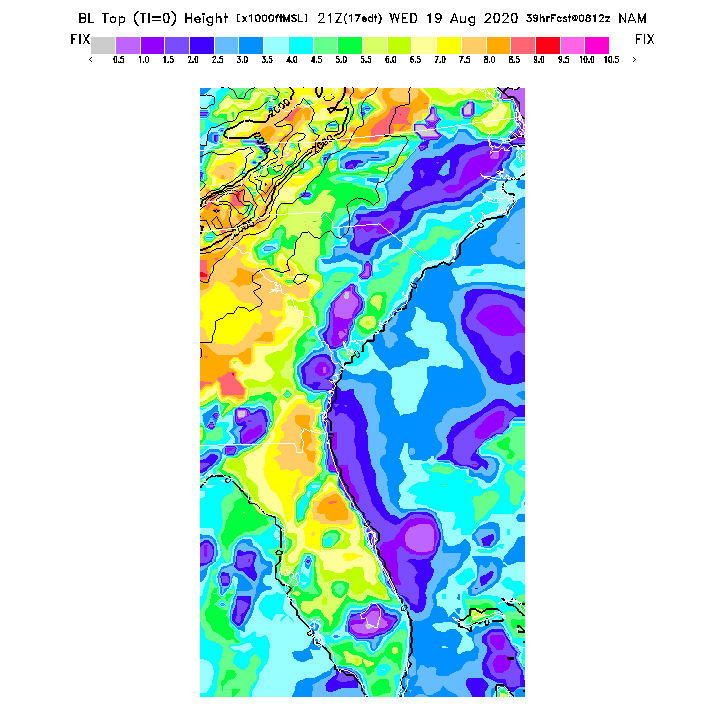 BL Top (TI=0) Height [x1000ftMSL] 21Z(17edt) WED 19 Aug 2020 39hrFcst@0812z NAM
FIX FIX
< 0.5 1.0 1.5 2.0 2.5 3.0 3.5 4.0 4.5 5.0 5.5 6.0 6.5 7.0 7.5 8.0 8.5 9.0 9.5 10.0 10.5 >
2000
2000
2000